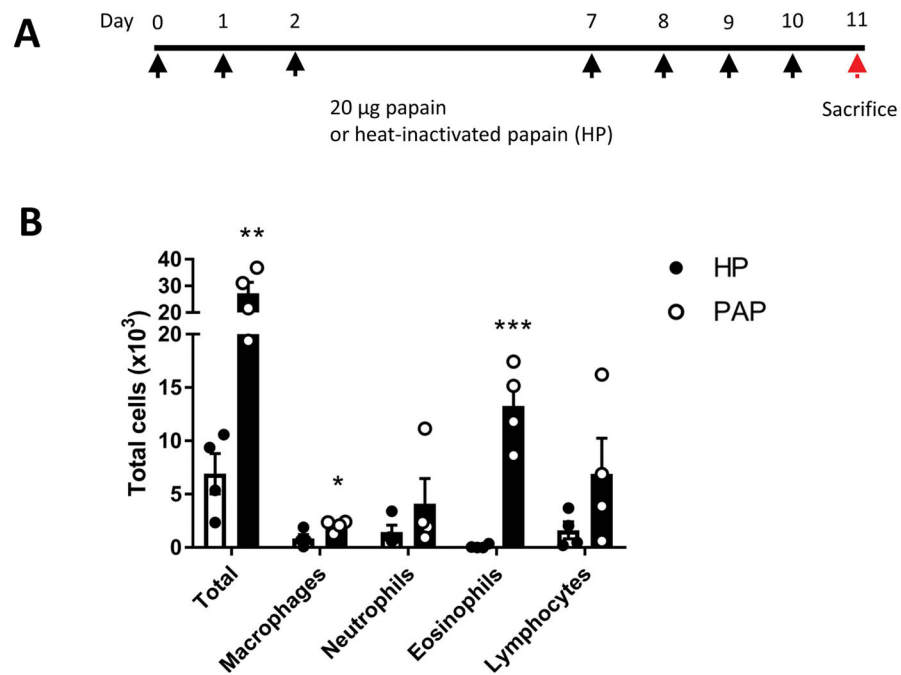 A
Day 0 1 2 7 8 9 10 11
20 µg papain
or heat-inactivated papain (HP)
Sacrifice
B
Total cells (x10³)
40
30
20
20
15
10
5
0
**
*
***
HP
PAP
Total
Macrophages
Neutrophils
Eosinophils
Lymphocytes